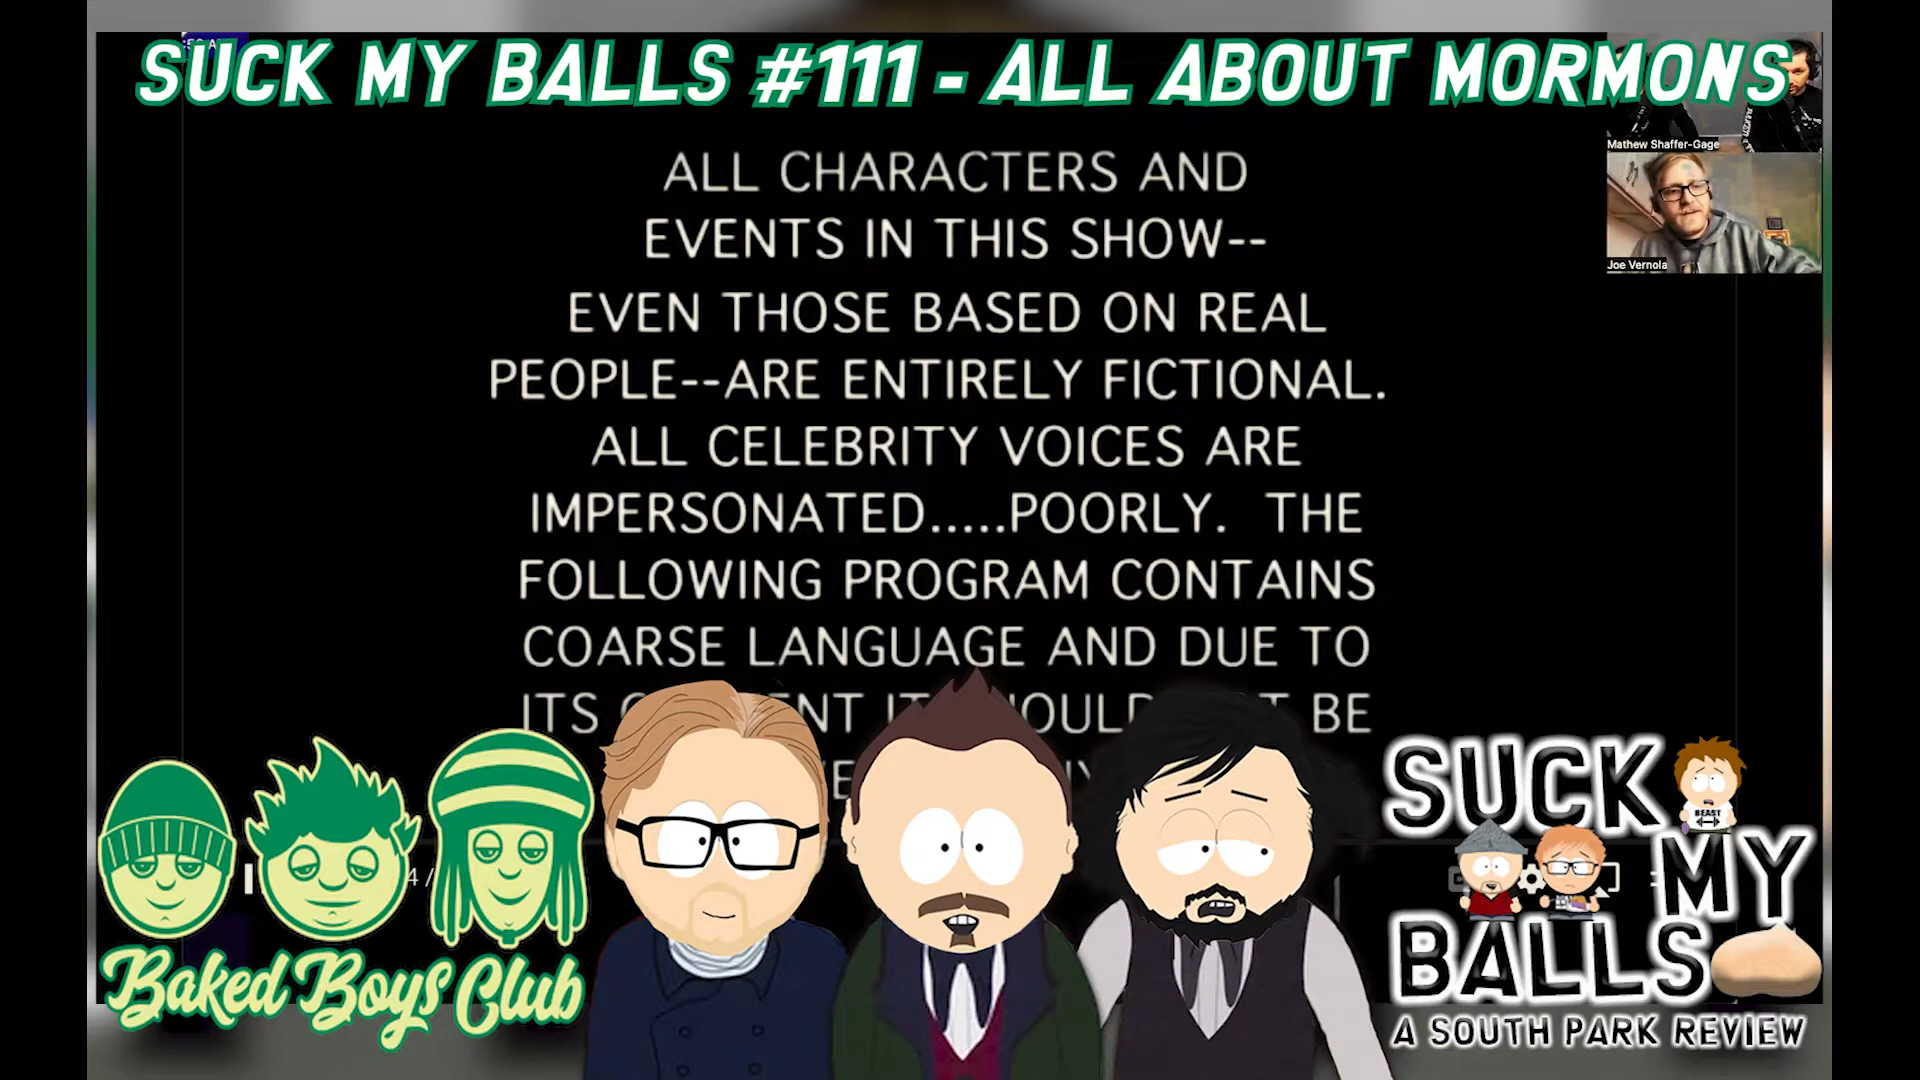 SUCK MY BALLS #111 - ALL ABOUT MORMONS
Mathew Shaffer-Gage
Joe Vernola
ALL CHARACTERS AND
EVENTS IN THIS SHOW--
EVEN THOSE BASED ON REAL
PEOPLE--ARE ENTIRELY FICTIONAL.
ALL CELEBRITY VOICES ARE
IMPERSONATED.....POORLY. THE
FOLLOWING PROGRAM CONTAINS
COARSE LANGUAGE AND DUE TO
ITS BE
Baked Boys Club
SUCK
BEAST
MY
BALLS
A SOUTH PARK REVIEW